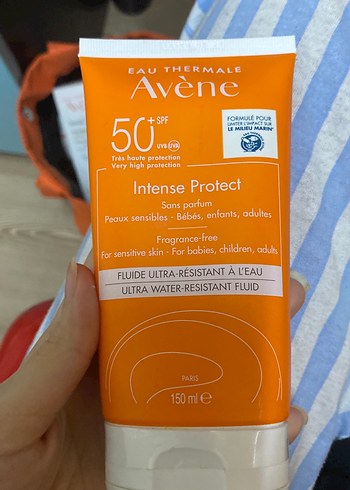 EAU THERMALE
Avène
50+ SPF
UVB UVA
Très haute protection
Very high protection
FORMULÉ POUR
LIMITER L'IMPACT SUR
LE MILIEU MARIN*
Intense Protect
Sans parfum
Peaux sensibles - Bébés, enfants, adultes
Fragrance-free
For sensitive skin - For babies, children, adults
FLUIDE ULTRA-RÉSISTANT À L'EAU
ULTRA WATER-RESISTANT FLUID
PARIS
150 ml e